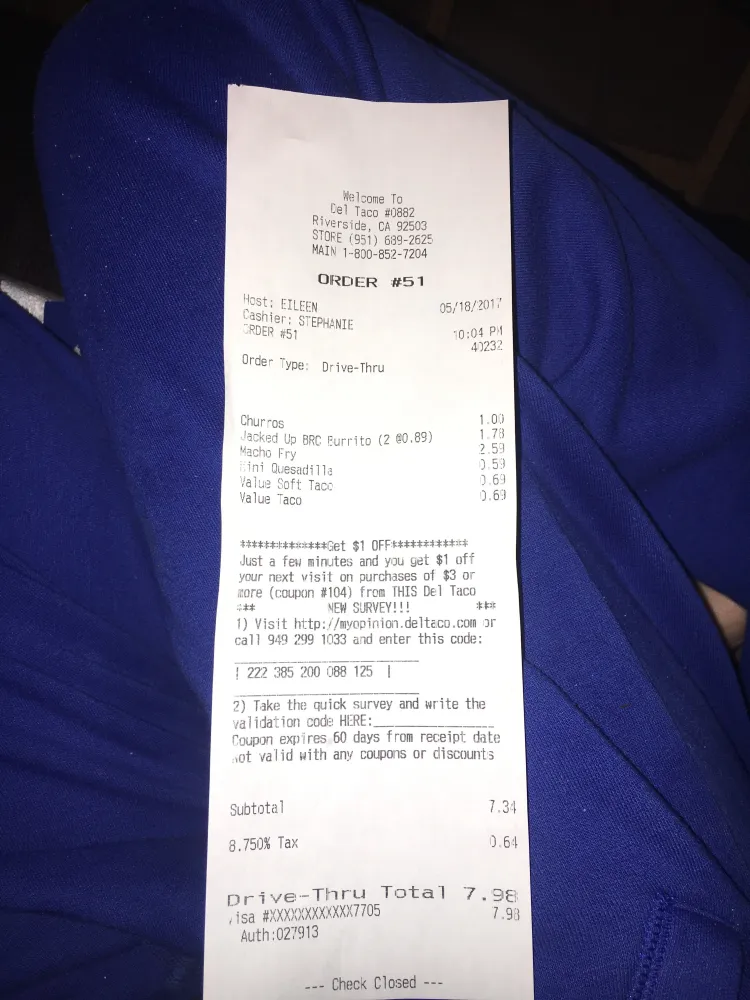 Welcome To
Del Taco #0882
Riverside, CA 92503
STORE (951) 689-2625
MAIN 1-800-852-7204
ORDER #51
Host: EILEEN 05/18/2017
Cashier: STEPHANIE
ORDER #51 10:04 PM
40232
Order Type: Drive-Thru
Churros 1.00
Jacked Up BRC Burrito (2 @0.89) 1.78
Macho Fry 2.59
Mini Quesadilla 0.59
Value Soft Taco 0.69
Value Taco 0.69
**************Get $1 OFF************
Just a few minutes and you get $1 off
your next visit on purchases of $3 or
more (coupon #104) from THIS Del Taco
*** NEW SURVEY!!! ***
1) Visit http://myopinion.deltaco.com or
call 949 299 1033 and enter this code:
| 222 385 200 088 125 |
2) Take the quick survey and write the
validation code HERE:
Coupon expires 60 days from receipt date
not valid with any coupons or discounts
Subtotal 7.34
8.750% Tax 0.64
Drive-Thru Total 7.98
Visa #XXXXXXXXXXXX7705 7.98
Auth:027913
--- Check Closed ---